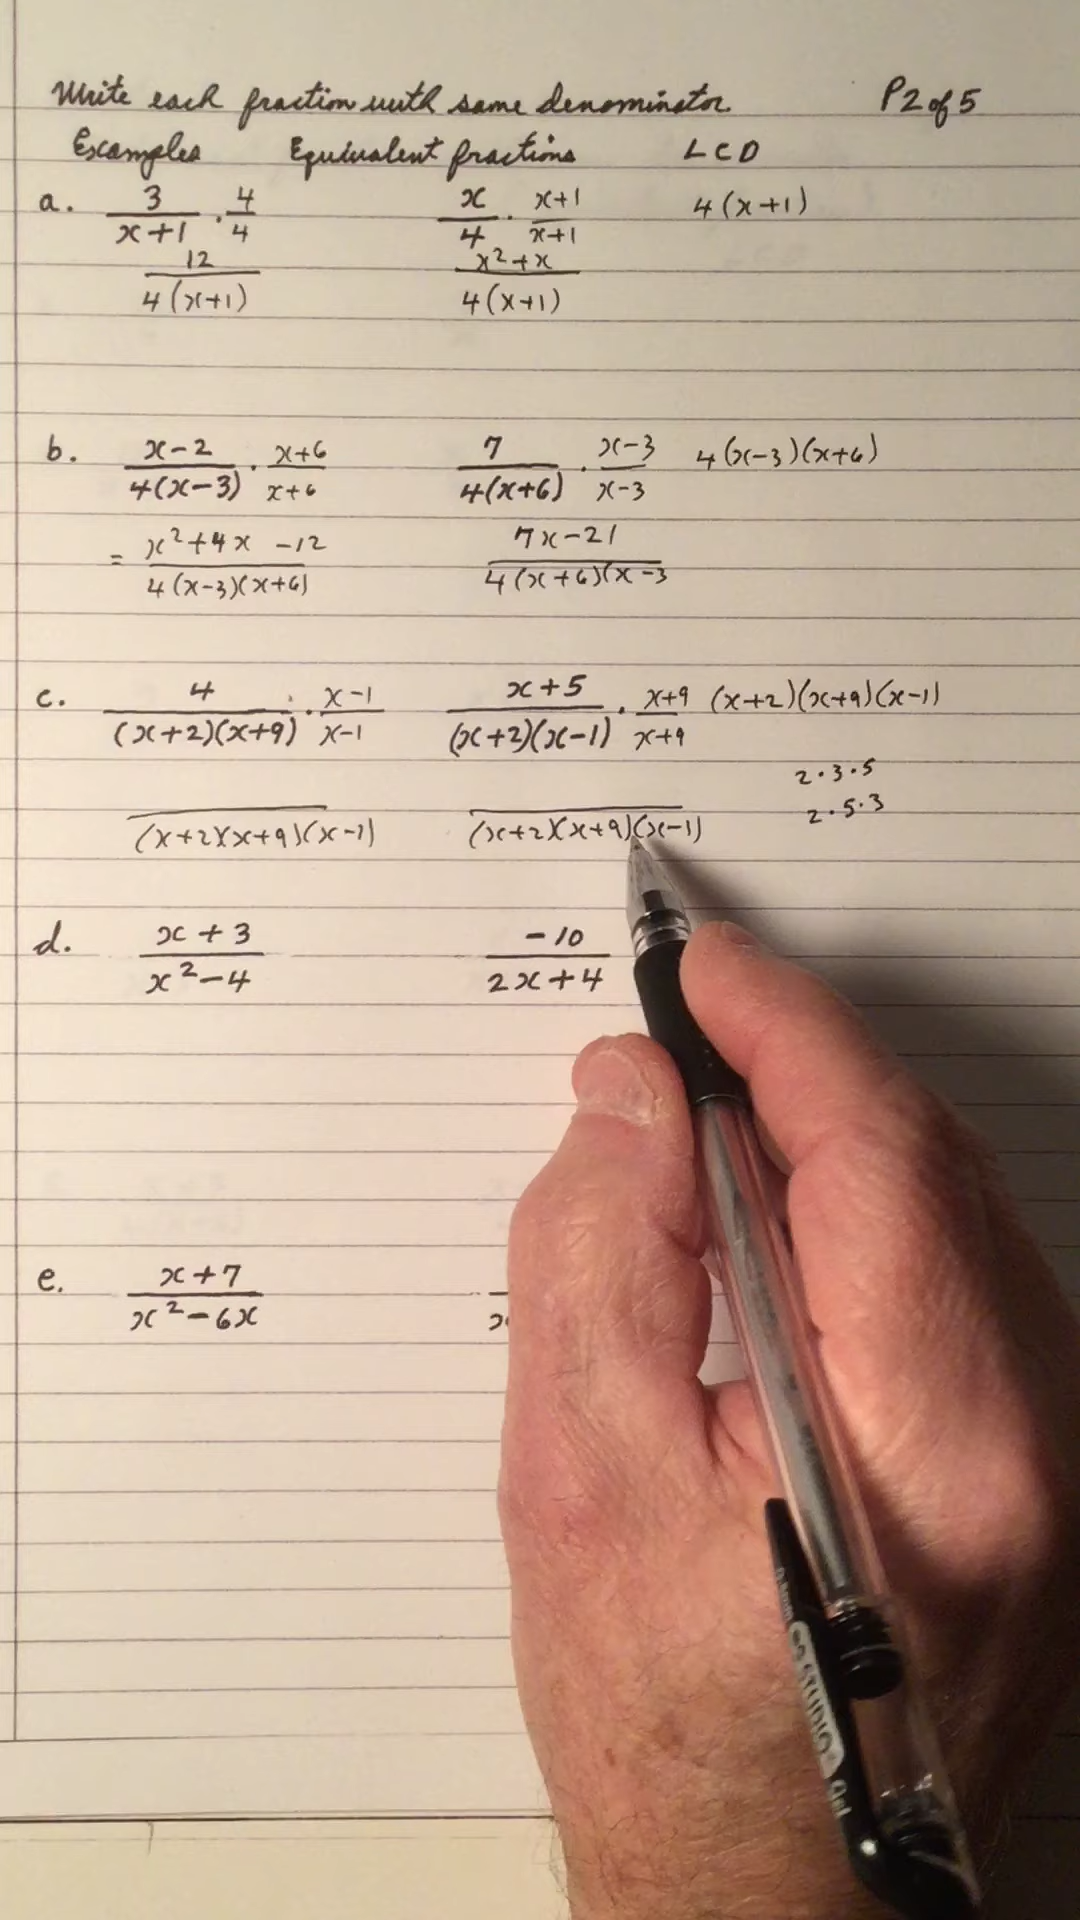 Write each fraction with same denominator. P2 of 5
Examples Equivalent fractions LCD
a. 3/(x+1) · 4/4 x/4 · (x+1)/(x+1) 4(x+1)
12/(4(x+1)) (x²+x)/(4(x+1))
b. (x-2)/(4(x-3)) · (x+6)/(x+6) 7/(4(x+6)) · (x-3)/(x-3) 4(x-3)(x+6)
= (x²+4x -12)/(4(x-3)(x+6)) (7x-21)/(4(x+6)(x-3
c. 4/((x+2)(x+9)) · (x-1)/(x-1) (x+5)/((x+2)(x-1)) · (x+9)/(x+9) (x+2)(x+9)(x-1)
2·3·5
2·5·3
(x+2)(x+9)(x-1) (x+2)(x+9)(x-1)
d. (x+3)/(x²-4) -10/(2x+4)
e. (x+7)/(x²-6x)
STUDIO
Gel